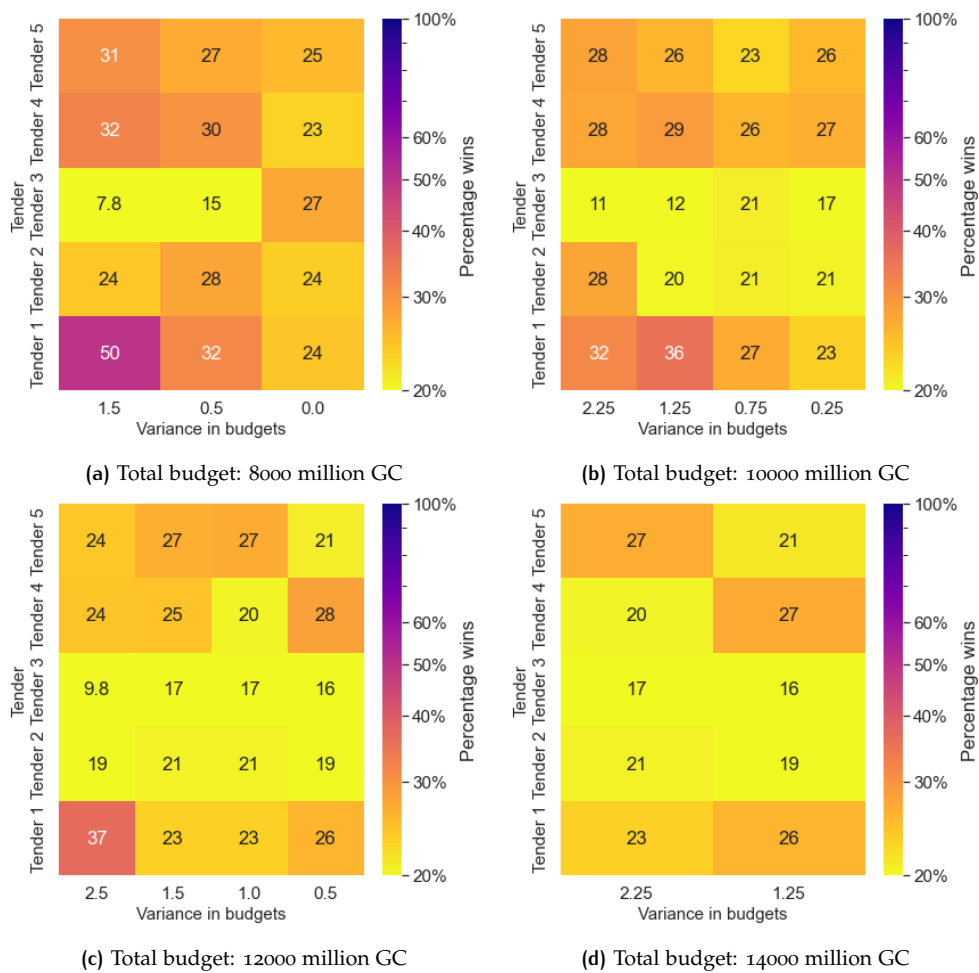 100%
60%
50%
40%
30%
20%
Percentage wins
Tender
Tender 5
31 27 25
Tender 4
32 30 23
Tender 3
7.8 15 27
Tender 2
24 28 24
Tender 1
50 32 24
1.5 0.5 0.0
Variance in budgets
(a) Total budget: 8000 million GC
100%
60%
50%
40%
30%
20%
Percentage wins
Tender
Tender 5
28 26 23 26
Tender 4
28 29 26 27
Tender 3
11 12 21 17
Tender 2
28 20 21 21
Tender 1
32 36 27 23
2.25 1.25 0.75 0.25
Variance in budgets
(b) Total budget: 10000 million GC
100%
60%
50%
40%
30%
20%
Percentage wins
Tender
Tender 5
24 27 27 21
Tender 4
24 25 20 28
Tender 3
9.8 17 17 16
Tender 2
19 21 21 19
Tender 1
37 23 23 26
2.5 1.5 1.0 0.5
Variance in budgets
(c) Total budget: 12000 million GC
100%
60%
50%
40%
30%
20%
Percentage wins
Tender
Tender 5
27 21
Tender 4
20 27
Tender 3
17 16
Tender 2
21 19
Tender 1
23 26
2.25 1.25
Variance in budgets
(d) Total budget: 14000 million GC